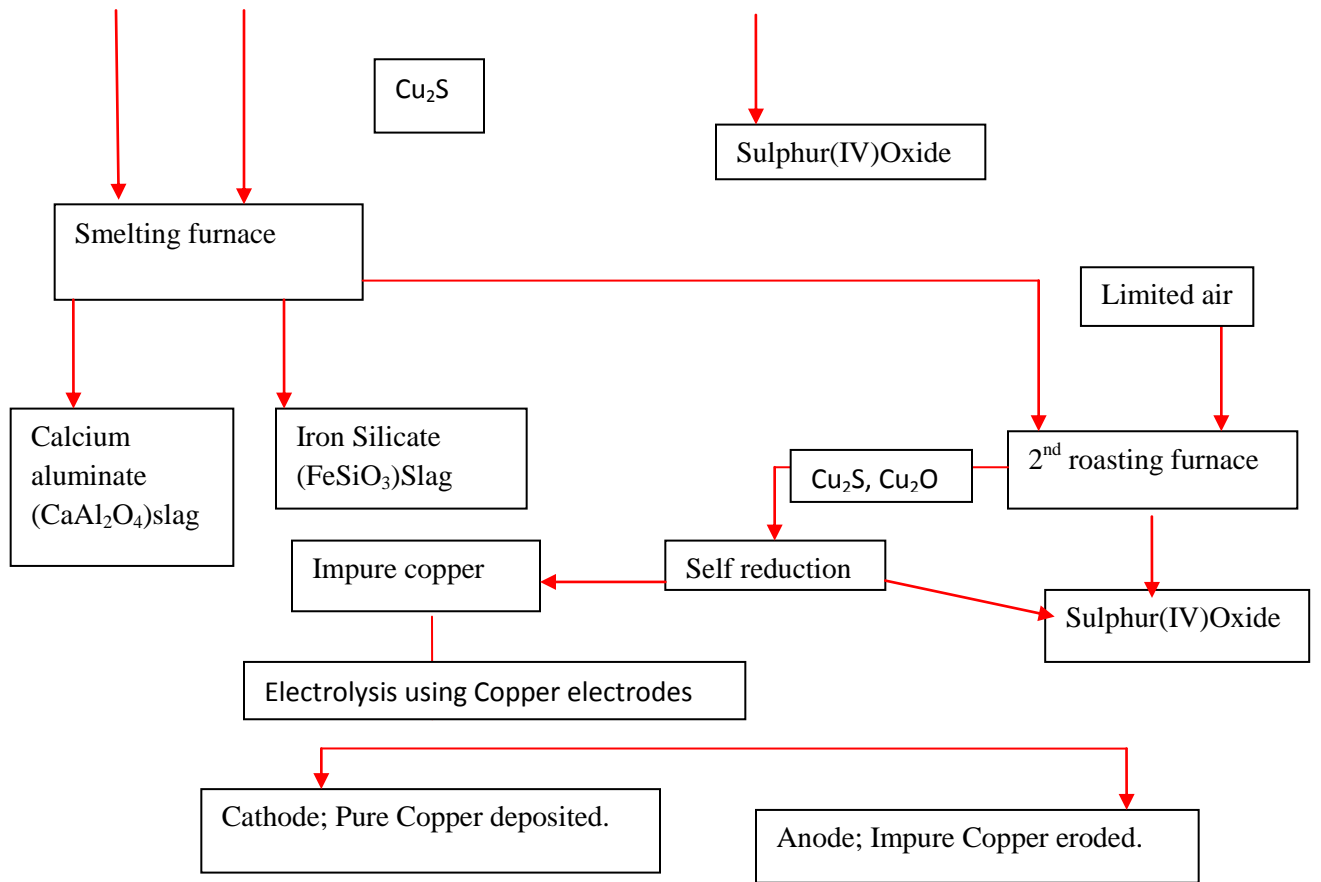 Cu₂S
Sulphur(IV)Oxide
Smelting furnace
Limited air
Calcium
aluminate
(CaAl₂O₄)slag
Iron Silicate
(FeSiO₃)Slag
2ⁿᵈ roasting furnace
Cu₂S, Cu₂O
Impure copper
Self reduction
Sulphur(IV)Oxide
Electrolysis using Copper electrodes
Cathode; Pure Copper deposited.
Anode; Impure Copper eroded.